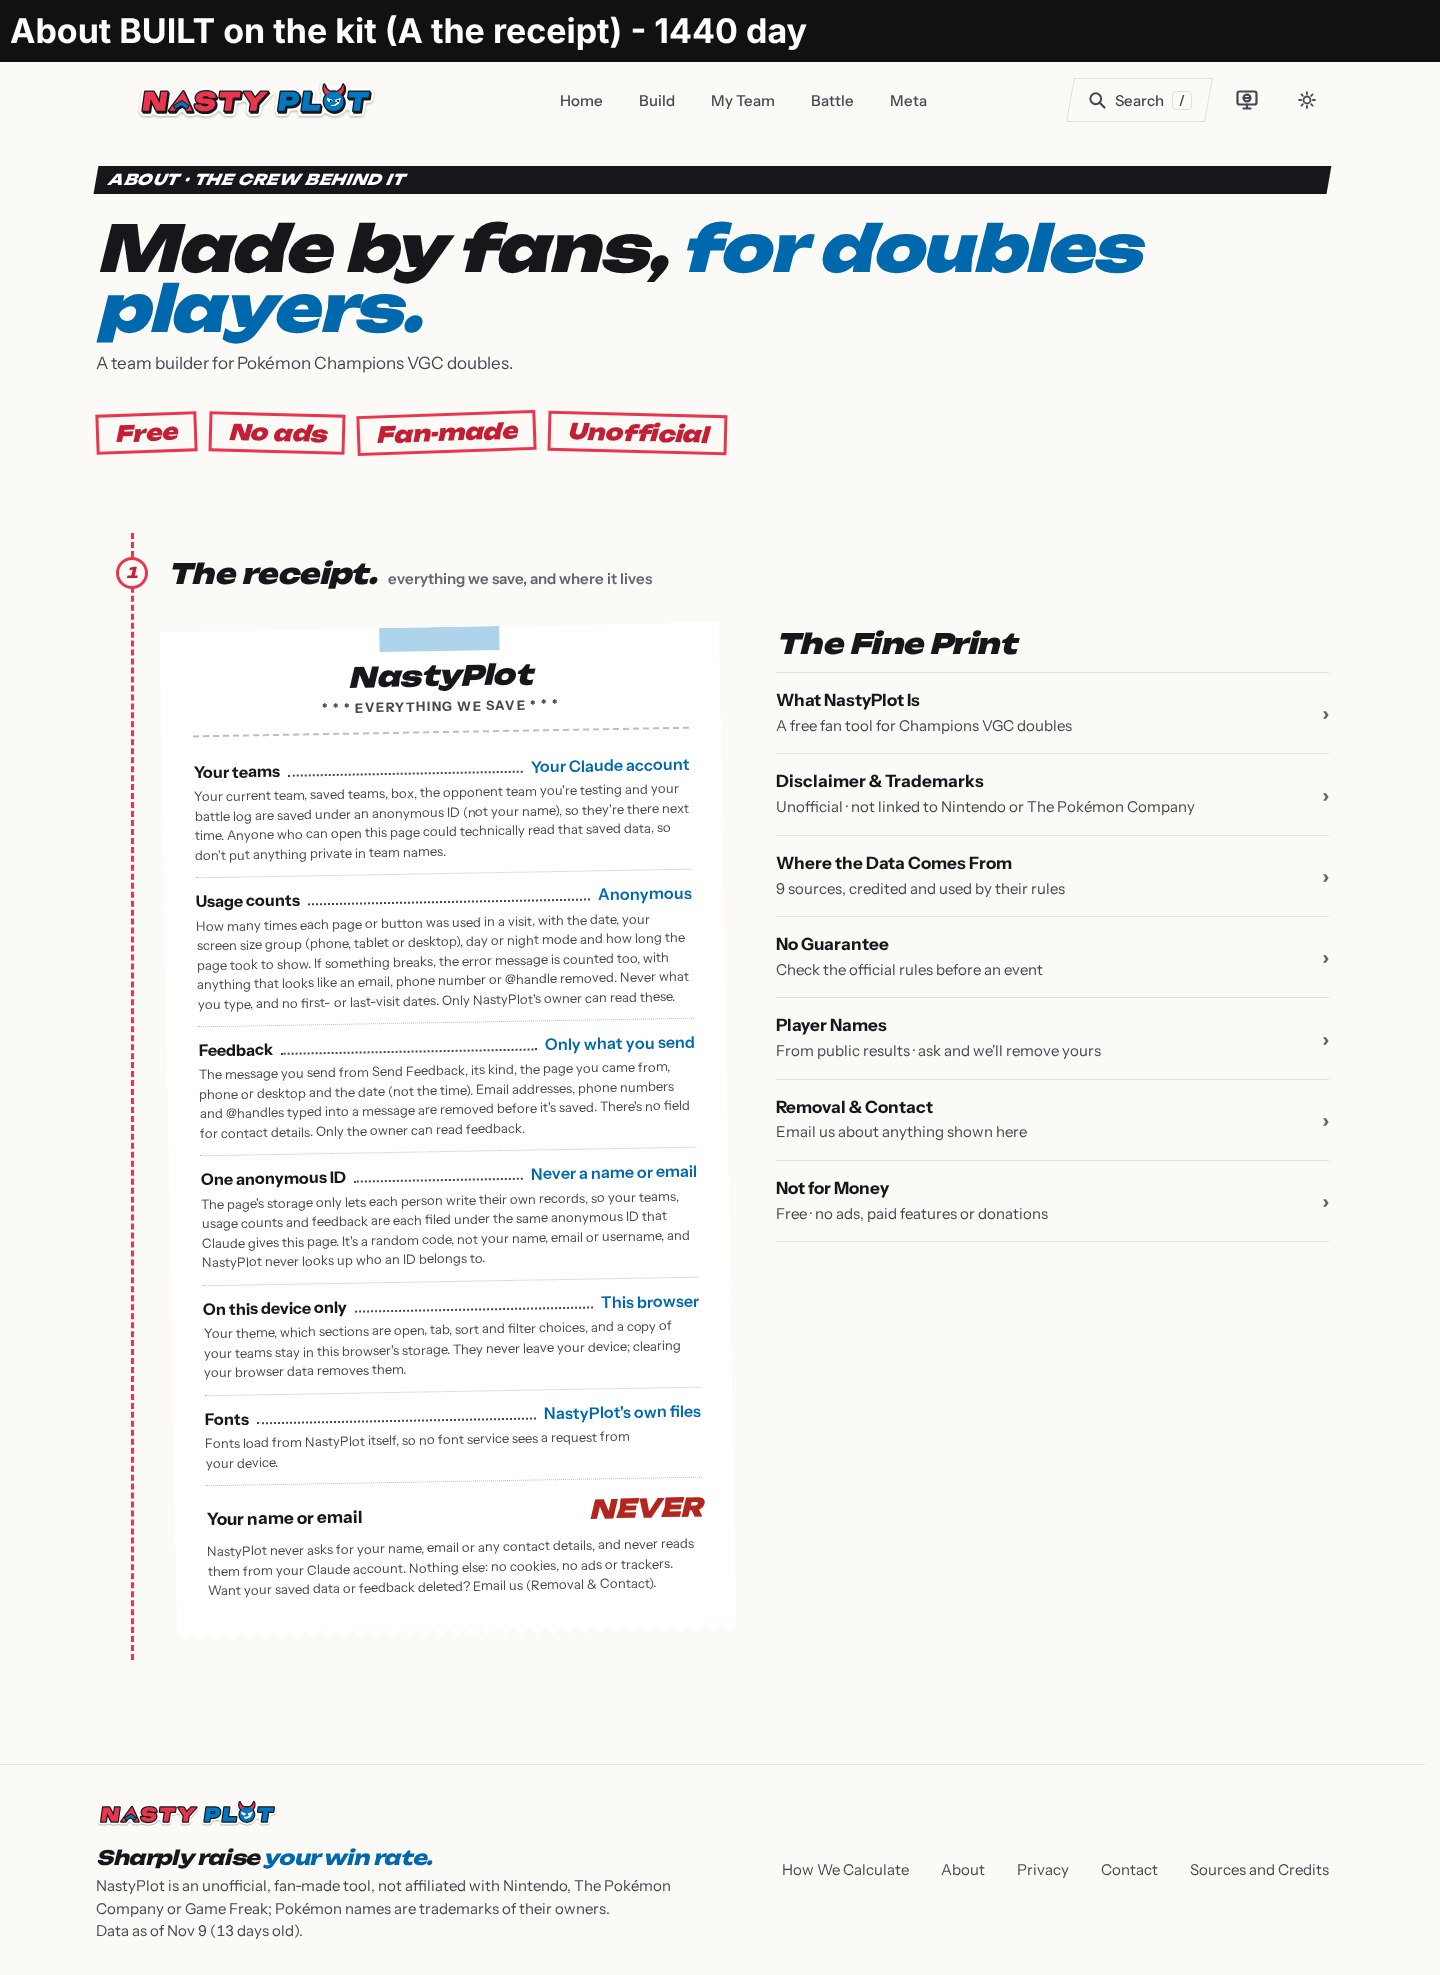 About BUILT on the kit (A the receipt) - 1440 day
NASTY PLOT
Home
Build
My Team
Battle
Meta
Search /
ABOUT · THE CREW BEHIND IT
Made by fans, for doubles
players.
A team builder for Pokémon Champions VGC doubles.
Free
No ads
Fan-made
Unofficial
1
The receipt. everything we save, and where it lives
NastyPlot
* * * EVERYTHING WE SAVE * * *
Your teams Your Claude account
Your current team, saved teams, box, the opponent team you're testing and your
battle log are saved under an anonymous ID (not your name), so they're there next
time. Anyone who can open this page could technically read that saved data, so
don't put anything private in team names.
Usage counts Anonymous
How many times each page or button was used in a visit, with the date, your
screen size group (phone, tablet or desktop), day or night mode and how long the
page took to show. If something breaks, the error message is counted too, with
anything that looks like an email, phone number or @handle removed. Never what
you type, and no first- or last-visit dates. Only NastyPlot's owner can read these.
Feedback Only what you send
The message you send from Send Feedback, its kind, the page you came from,
phone or desktop and the date (not the time). Email addresses, phone numbers
and @handles typed into a message are removed before it's saved. There's no field
for contact details. Only the owner can read feedback.
One anonymous ID Never a name or email
The page's storage only lets each person write their own records, so your teams,
usage counts and feedback are each filed under the same anonymous ID that
Claude gives this page. It's a random code, not your name, email or username, and
NastyPlot never looks up who an ID belongs to.
On this device only This browser
Your theme, which sections are open, tab, sort and filter choices, and a copy of
your teams stay in this browser's storage. They never leave your device; clearing
your browser data removes them.
Fonts NastyPlot's own files
Fonts load from NastyPlot itself, so no font service sees a request from
your device.
Your name or email NEVER
NastyPlot never asks for your name, email or any contact details, and never reads
them from your Claude account. Nothing else: no cookies, no ads or trackers.
Want your saved data or feedback deleted? Email us (Removal & Contact).
The Fine Print
What NastyPlot Is
A free fan tool for Champions VGC doubles
Disclaimer & Trademarks
Unofficial · not linked to Nintendo or The Pokémon Company
Where the Data Comes From
9 sources, credited and used by their rules
No Guarantee
Check the official rules before an event
Player Names
From public results · ask and we'll remove yours
Removal & Contact
Email us about anything shown here
Not for Money
Free · no ads, paid features or donations
NASTY PLOT
Sharply raise your win rate.
NastyPlot is an unofficial, fan-made tool, not affiliated with Nintendo, The Pokémon
Company or Game Freak; Pokémon names are trademarks of their owners.
Data as of Nov 9 (13 days old).
How We Calculate
About
Privacy
Contact
Sources and Credits